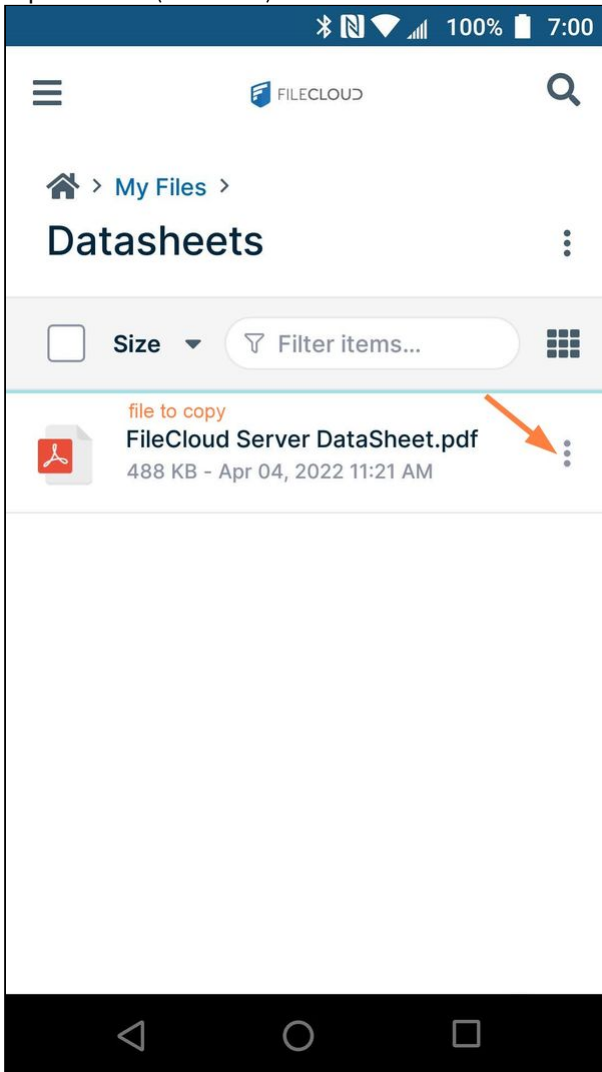 100% 7:00
FILECLOUD
> My Files >
Datasheets
Size Filter items...
file to copy
FileCloud Server DataSheet.pdf
488 KB - Apr 04, 2022 11:21 AM